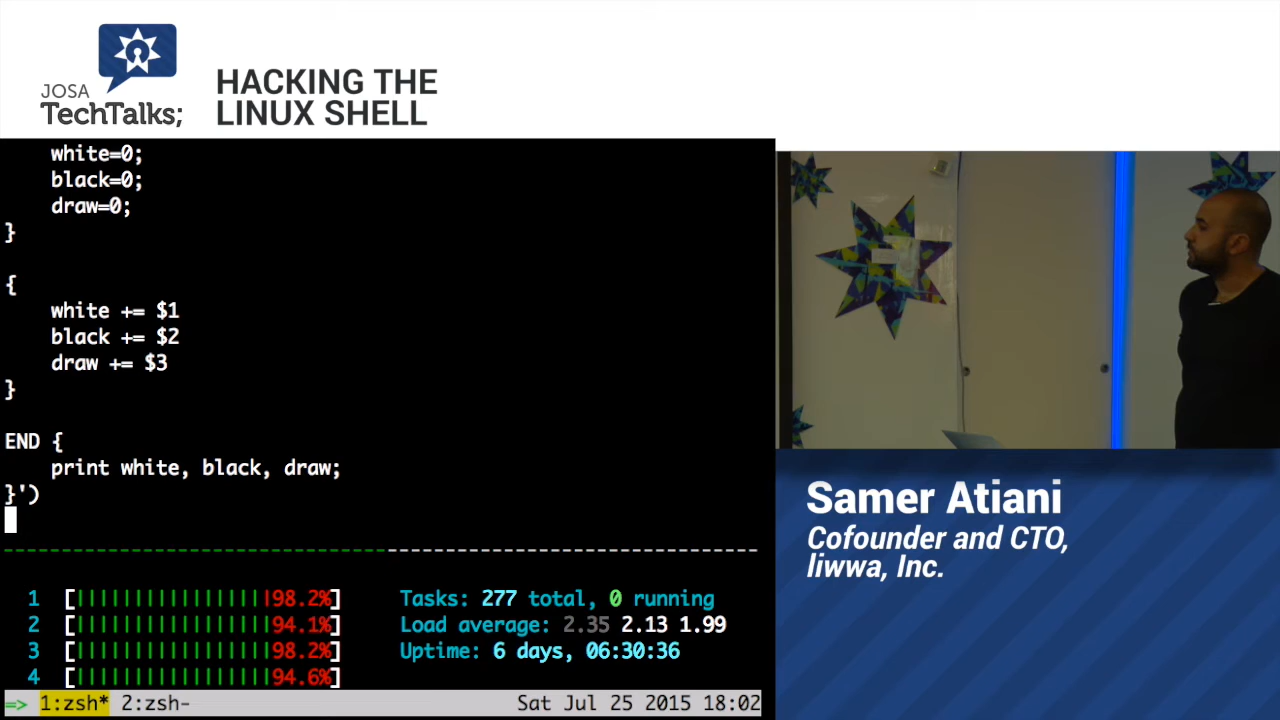 JOSA
TechTalks;
HACKING THE
LINUX SHELL
white=0;
black=0;
draw=0;
}
{
white += $1
black += $2
draw += $3
}
END {
print white, black, draw;
}')
1 [||||||||||||||||||98.2%]
2 [||||||||||||||||||94.1%]
3 [||||||||||||||||||98.2%]
4 [||||||||||||||||||94.6%]
Tasks: 277 total, 0 running
Load average: 2.35 2.13 1.99
Uptime: 6 days, 06:30:36
=> 1:zsh* 2:zsh-
Sat Jul 25 2015 18:02
Samer Atiani
Cofounder and CTO,
liwwa, Inc.